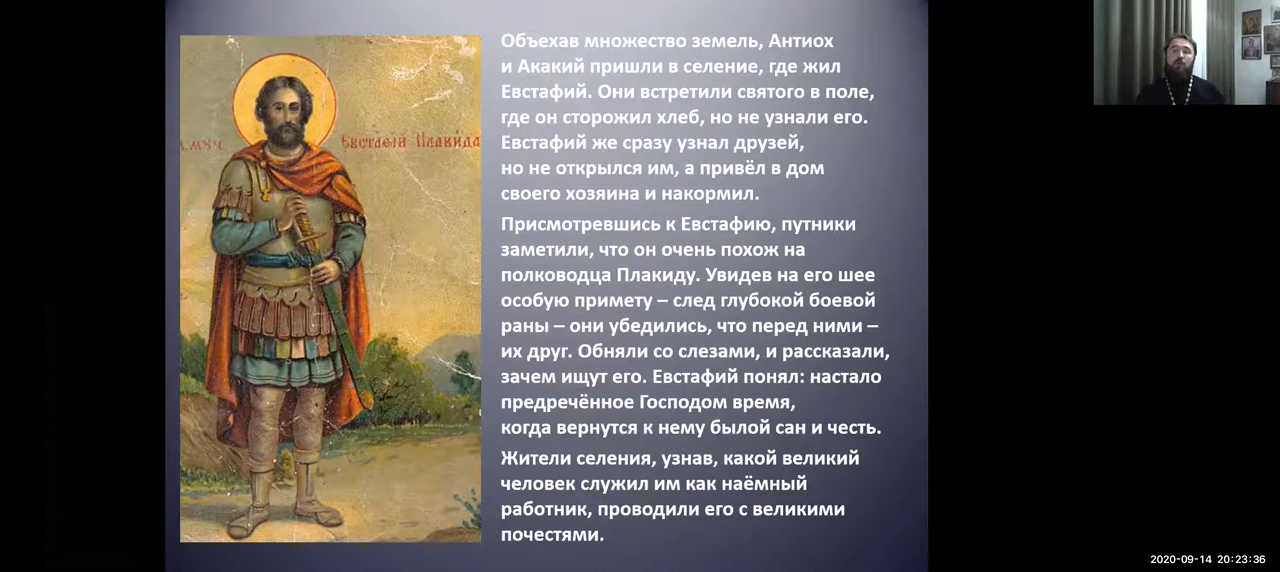 Объехав множество земель, Антиох
и Акакий пришли в селение, где жил
Евстафий. Они встретили святого в поле,
где он сторожил хлеб, но не узнали его.
Евстафий же сразу узнал друзей,
но не открылся им, а привёл в дом
своего хозяина и накормил.
Присмотревшись к Евстафию, путники
заметили, что он очень похож на
полководца Плакиду. Увидев на его шее
особую примету – след глубокой боевой
раны – они убедились, что перед ними –
их друг. Обняли со слезами, и рассказали,
зачем ищут его. Евстафий понял: настало
предречённое Господом время,
когда вернутся к нему былой сан и честь.
Жители селения, узнав, какой великий
человек служил им как наёмный
работник, проводили его с великими
почестями.
МУЧ. ЕВСТАѲІЙ ПЛАКИДА
2020-09-14 20:23:36